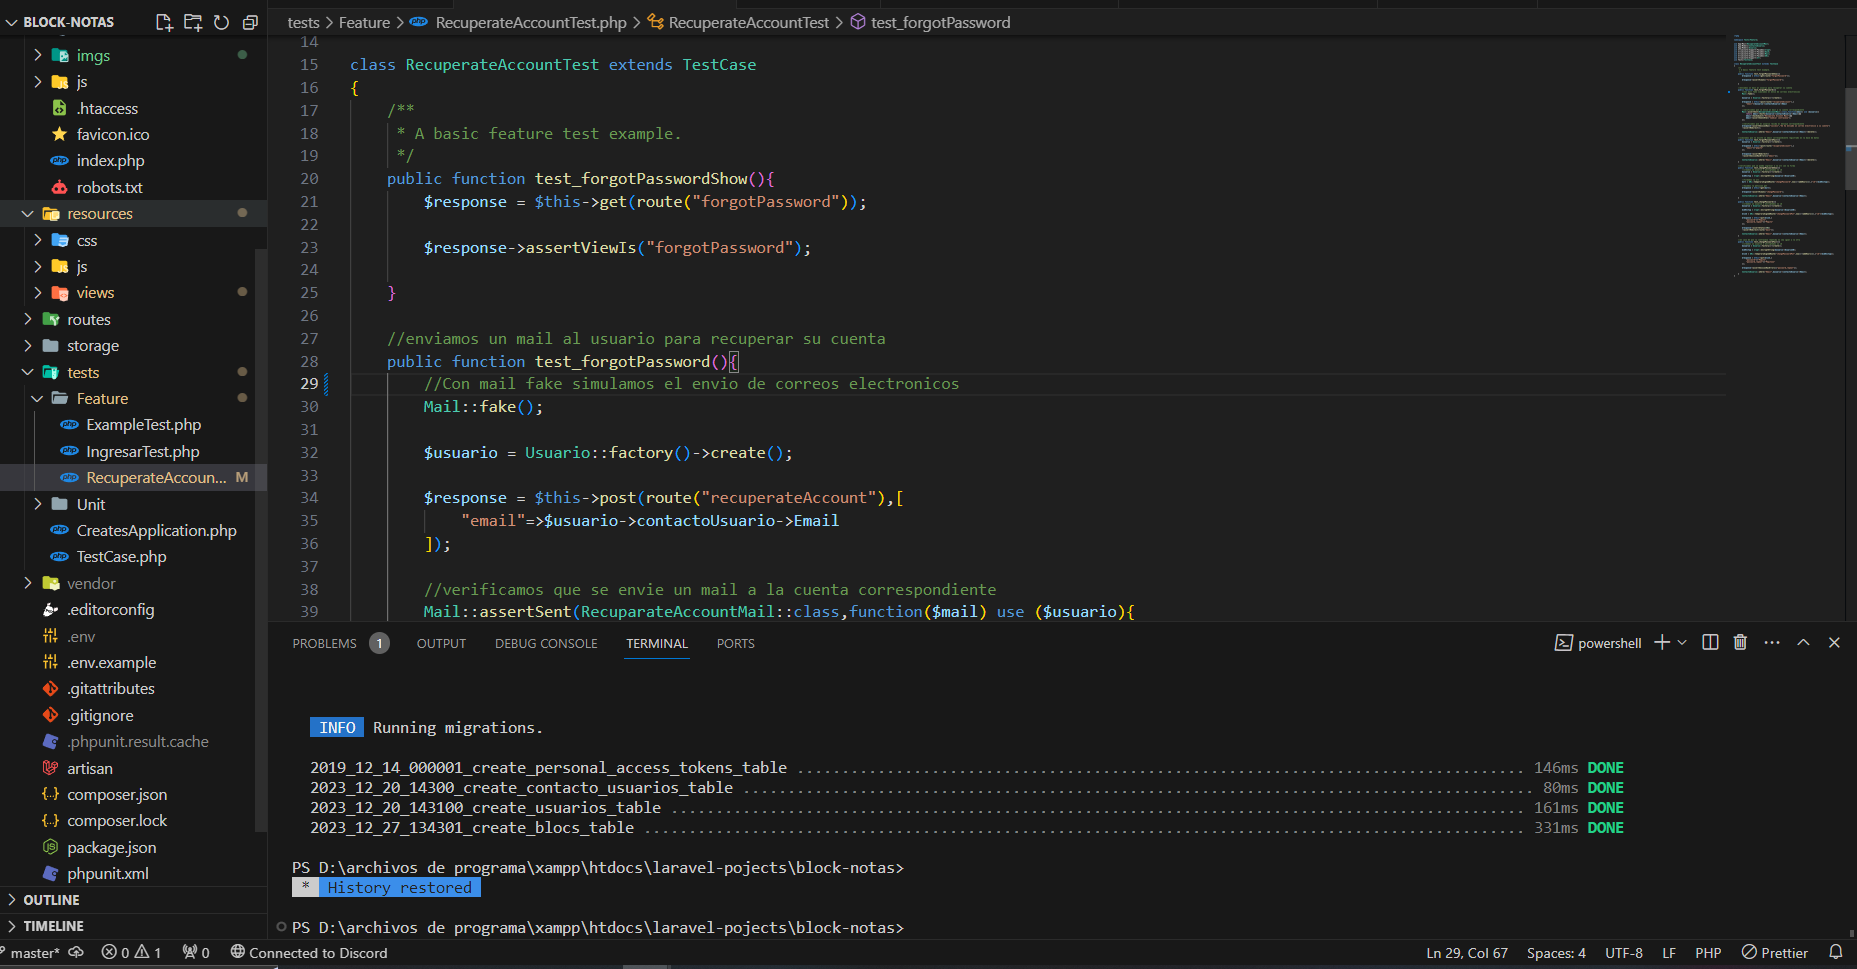 BLOCK-NOTAS
imgs
js
.htaccess
favicon.ico
index.php
robots.txt
resources
css
js
views
routes
storage
tests
Feature
ExampleTest.php
IngresarTest.php
RecuperateAccoun... M
Unit
CreatesApplication.php
TestCase.php
vendor
.editorconfig
.env
.env.example
.gitattributes
.gitignore
.phpunit.result.cache
artisan
composer.json
composer.lock
package.json
phpunit.xml
OUTLINE
TIMELINE
tests > Feature > RecuperateAccountTest.php > RecuperateAccountTest > test_forgotPassword
14
15 class RecuperateAccountTest extends TestCase
16 {
17 /**
18 * A basic feature test example.
19 */
20 public function test_forgotPasswordShow(){
21 $response = $this->get(route("forgotPassword"));
22
23 $response->assertViewIs("forgotPassword");
24
25 }
26
27 //enviamos un mail al usuario para recuperar su cuenta
28 public function test_forgotPassword(){
29 //Con mail fake simulamos el envio de correos electronicos
30 Mail::fake();
31
32 $usuario = Usuario::factory()->create();
33
34 $response = $this->post(route("recuperateAccount"),[
35 "email"=>$usuario->contactoUsuario->Email
36 ]);
37
38 //verificamos que se envie un mail a la cuenta correspondiente
39 Mail::assertSent(RecuparateAccountMail::class,function($mail) use ($usuario){
PROBLEMS 1 OUTPUT DEBUG CONSOLE TERMINAL PORTS powershell
INFO Running migrations.
2019_12_14_000001_create_personal_access_tokens_table ........ 146ms DONE
2023_12_20_14300_create_contacto_usuarios_table ........ 80ms DONE
2023_12_20_143100_create_usuarios_table ........ 161ms DONE
2023_12_27_134301_create_blocs_table ........ 331ms DONE
PS D:\archivos de programa\xampp\htdocs\laravel-pojects\block-notas>
* History restored
PS D:\archivos de programa\xampp\htdocs\laravel-pojects\block-notas>
master* 0 1 0 Connected to Discord Ln 29, Col 67 Spaces: 4 UTF-8 LF PHP Prettier